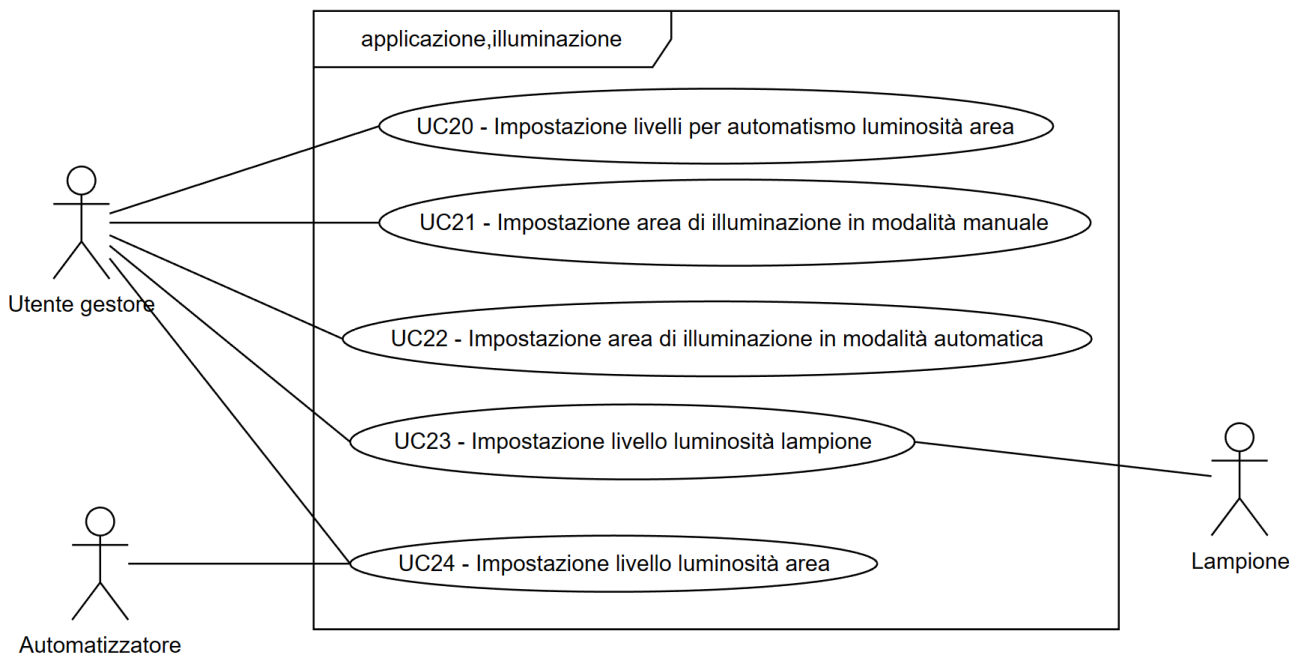 applicazione,illuminazione
UC20 - Impostazione livelli per automatismo luminosità area
UC21 - Impostazione area di illuminazione in modalità manuale
Utente gestore
UC22 - Impostazione area di illuminazione in modalità automatica
UC23 - Impostazione livello luminosità lampione
UC24 - Impostazione livello luminosità area
Lampione
Automatizzatore